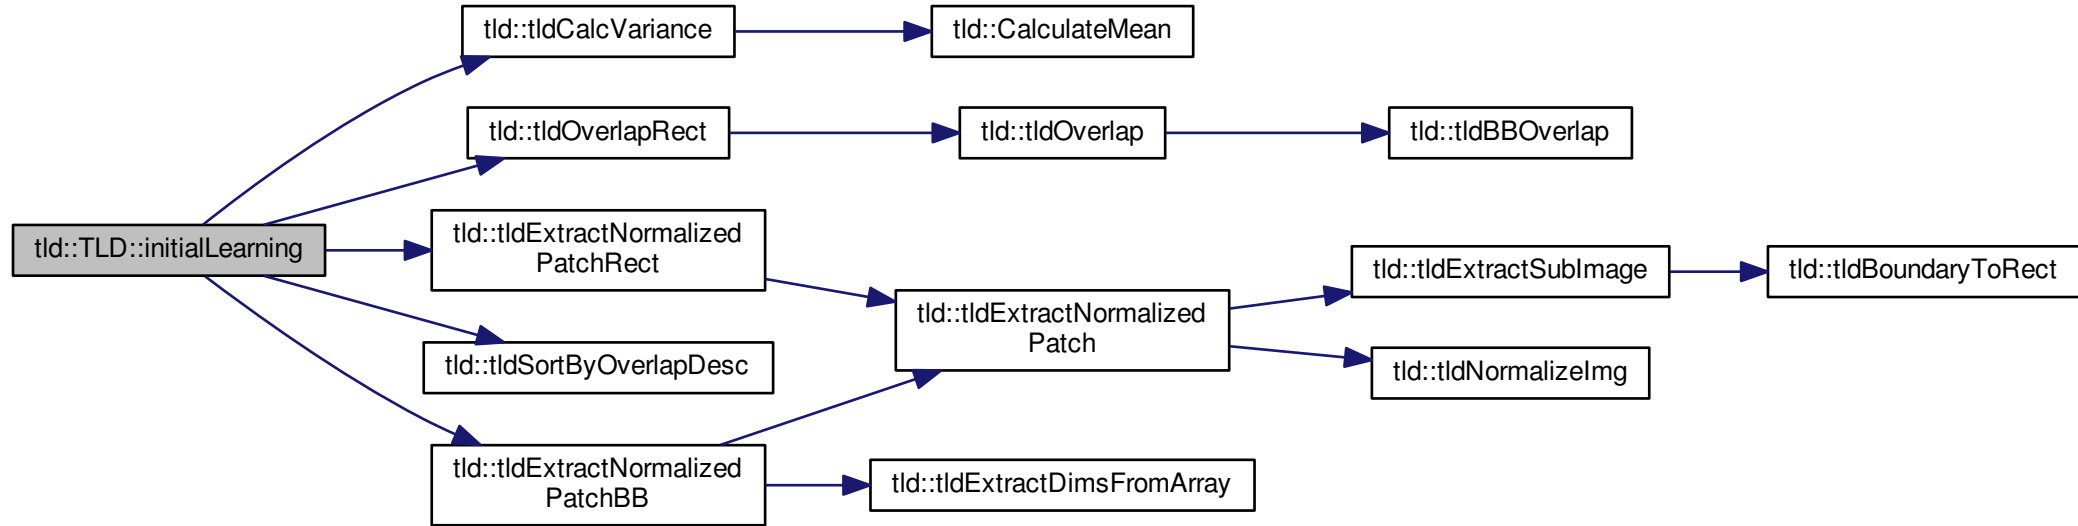 tld::TLD::initialLearning
tld::tldCalcVariance
tld::CalculateMean
tld::tldOverlapRect
tld::tldOverlap
tld::tldBBOverlap
tld::tldExtractNormalized
PatchRect
tld::tldExtractNormalized
Patch
tld::tldExtractSubImage
tld::tldBoundaryToRect
tld::tldNormalizeImg
tld::tldSortByOverlapDesc
tld::tldExtractNormalized
PatchBB
tld::tldExtractDimsFromArray